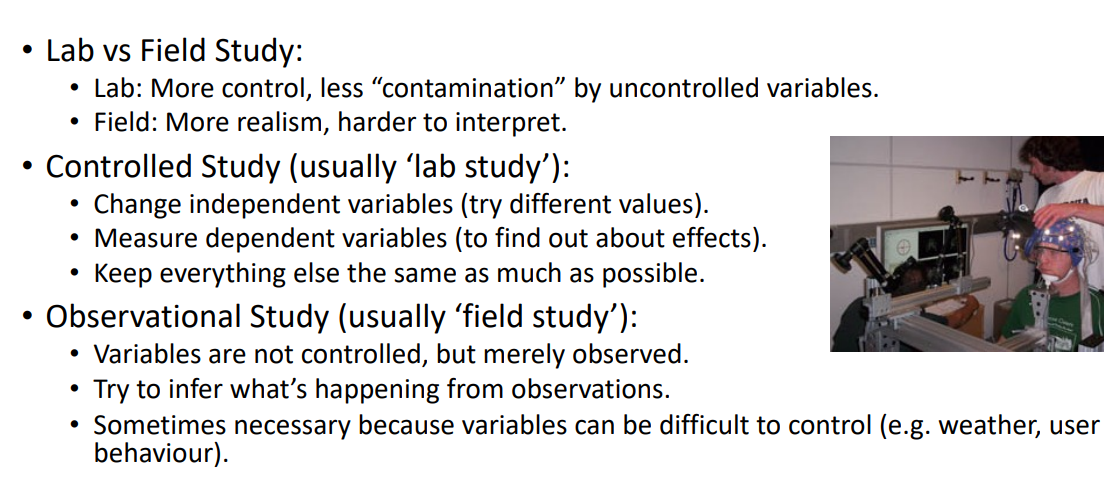 • Lab vs Field Study:
• Lab: More control, less “contamination” by uncontrolled variables.
• Field: More realism, harder to interpret.
• Controlled Study (usually ‘lab study’):
• Change independent variables (try different values).
• Measure dependent variables (to find out about effects).
• Keep everything else the same as much as possible.
• Observational Study (usually ‘field study’):
• Variables are not controlled, but merely observed.
• Try to infer what’s happening from observations.
• Sometimes necessary because variables can be difficult to control (e.g. weather, user
behaviour).